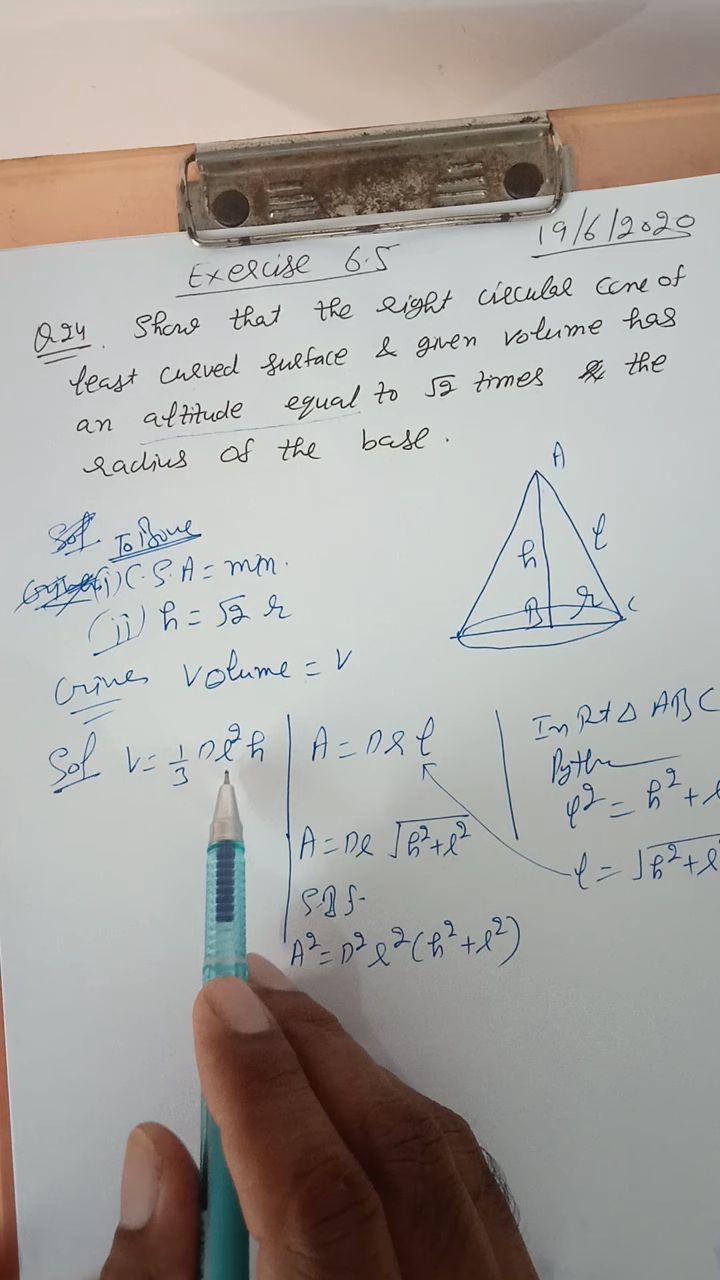 19/6/2020
Exercise 6.5
Q.24. Show that the right circular cone of
least curved surface & given volume has
an altitude equal to √2 times the
radius of the base.
Sol To Prove
(i) C.S.A = min.
(ii) h = √2 r
Given Volume = V
A
h
l
B
r
C
Sol V = 1/3 πr²h
A = πrl
A = πr √(h²+r²)
S.B.S.
A² = π²r²(h²+r²)
In Rt Δ ABC
Pyth
l² = h² + r
l = √(h²+r